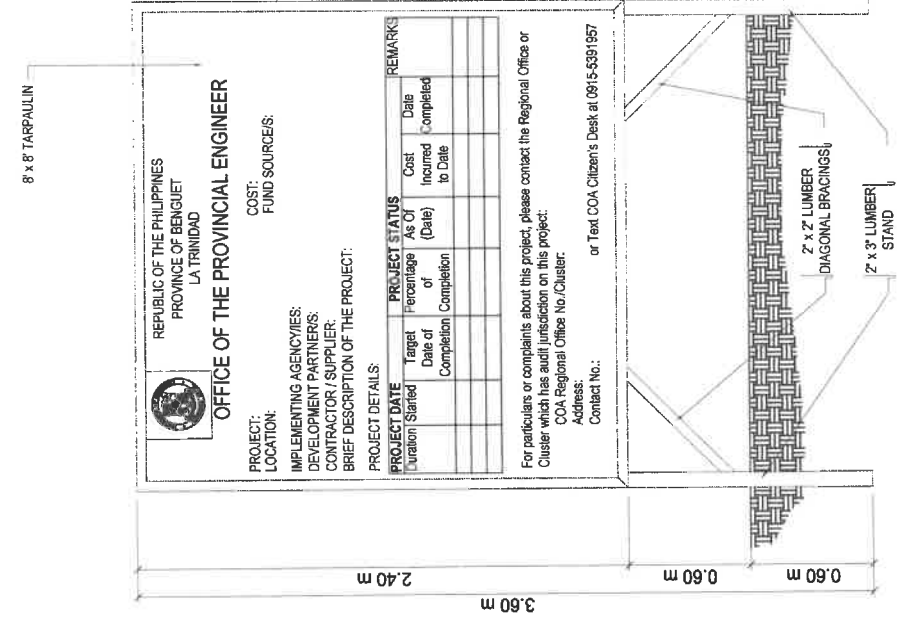 8' x 8' TARPAULIN
REPUBLIC OF THE PHILIPPINES
PROVINCE OF BENGUET
LA TRINIDAD
OFFICE OF THE PROVINCIAL ENGINEER
PROJECT:
COST:
LOCATION:
FUND SOURCE/S:
IMPLEMENTING AGENCY/IES:
DEVELOPMENT PARTNER/S:
CONTRACTOR / SUPPLIER:
BRIEF DESCRIPTION OF THE PROJECT:
PROJECT DETAILS:
PROJECT DATE
PROJECT STATUS
REMARKS
Duration
Started
Target
Date of
Completion
Percentage
of
Completion
As Of
(Date)
Cost
Incurred
to Date
Date
Completed
For particulars or complaints about this project, please contact the Regional Office or
Cluster which has audit jurisdiction on this project:
COA Regional Office No./Cluster:
Address:
Contact No.: or Text COA Citizen's Desk at 0915-5391957
2" x 2" LUMBER
DIAGONAL BRACINGS
2" x 3" LUMBER
STAND
2.40 m
0.60 m
0.60 m
3.60 m